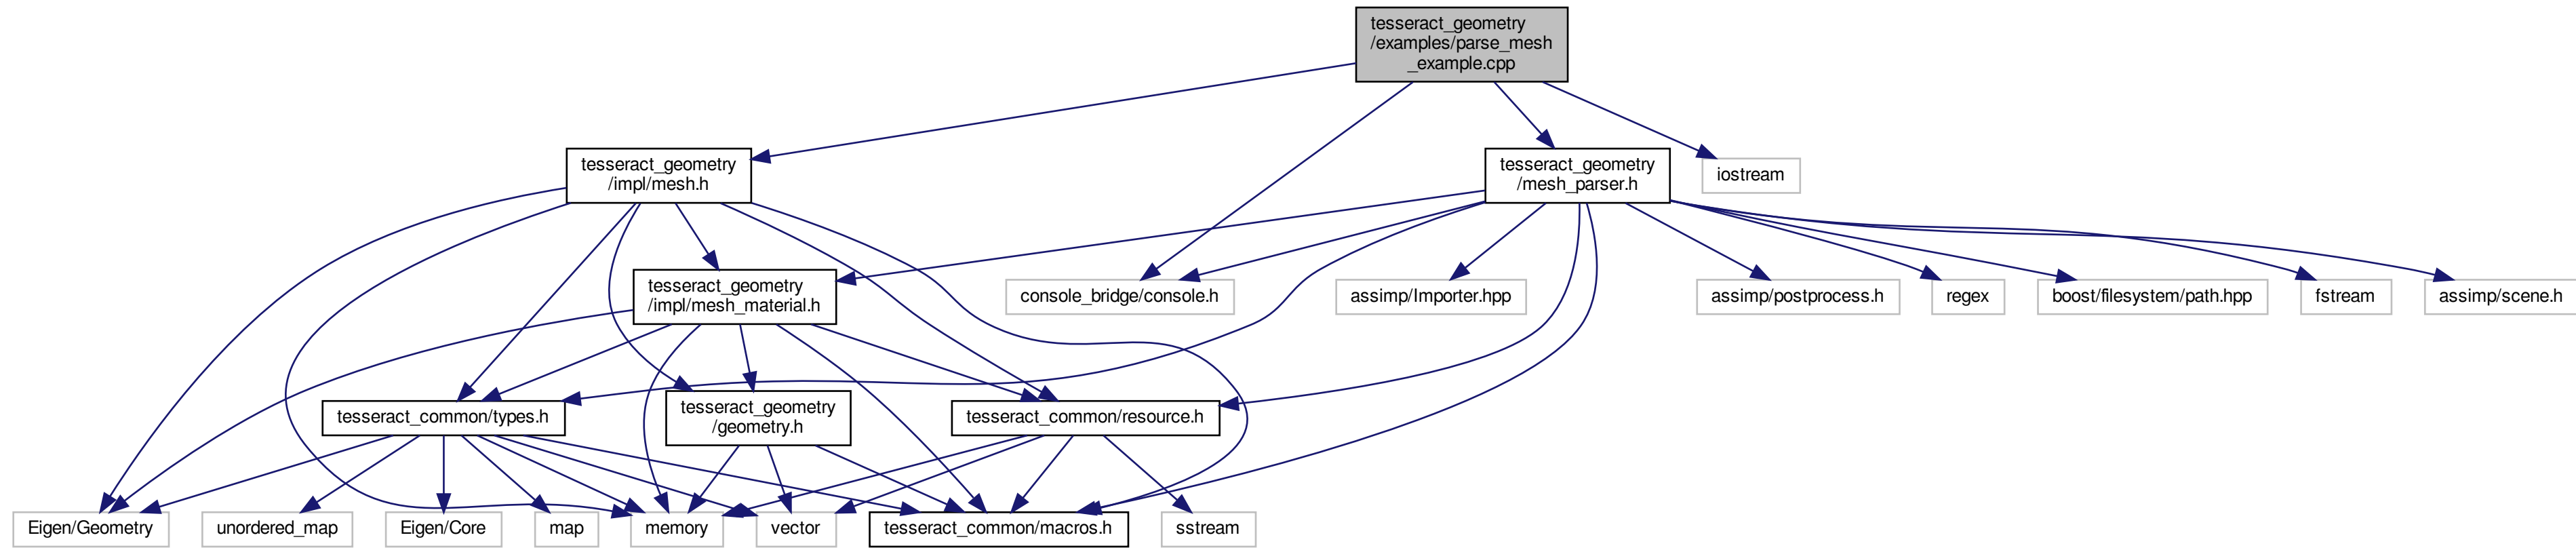 tesseract_geometry
/examples/parse_mesh
_example.cpp
tesseract_geometry
/impl/mesh.h
tesseract_geometry
/mesh_parser.h
iostream
tesseract_geometry
/impl/mesh_material.h
console_bridge/console.h
assimp/Importer.hpp
assimp/postprocess.h
regex
boost/filesystem/path.hpp
fstream
assimp/scene.h
tesseract_common/types.h
tesseract_geometry
/geometry.h
tesseract_common/resource.h
Eigen/Geometry
unordered_map
Eigen/Core
map
memory
vector
tesseract_common/macros.h
sstream